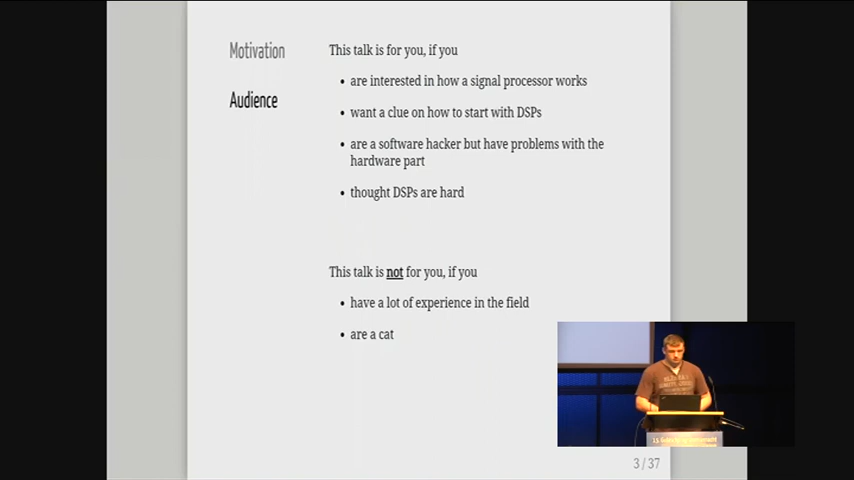 Motivation
Audience
This talk is for you, if you
• are interested in how a signal processor works
• want a clue on how to start with DSPs
• are a software hacker but have problems with the
hardware part
• thought DSPs are hard
This talk is not for you, if you
• have a lot of experience in the field
• are a cat
3 / 37